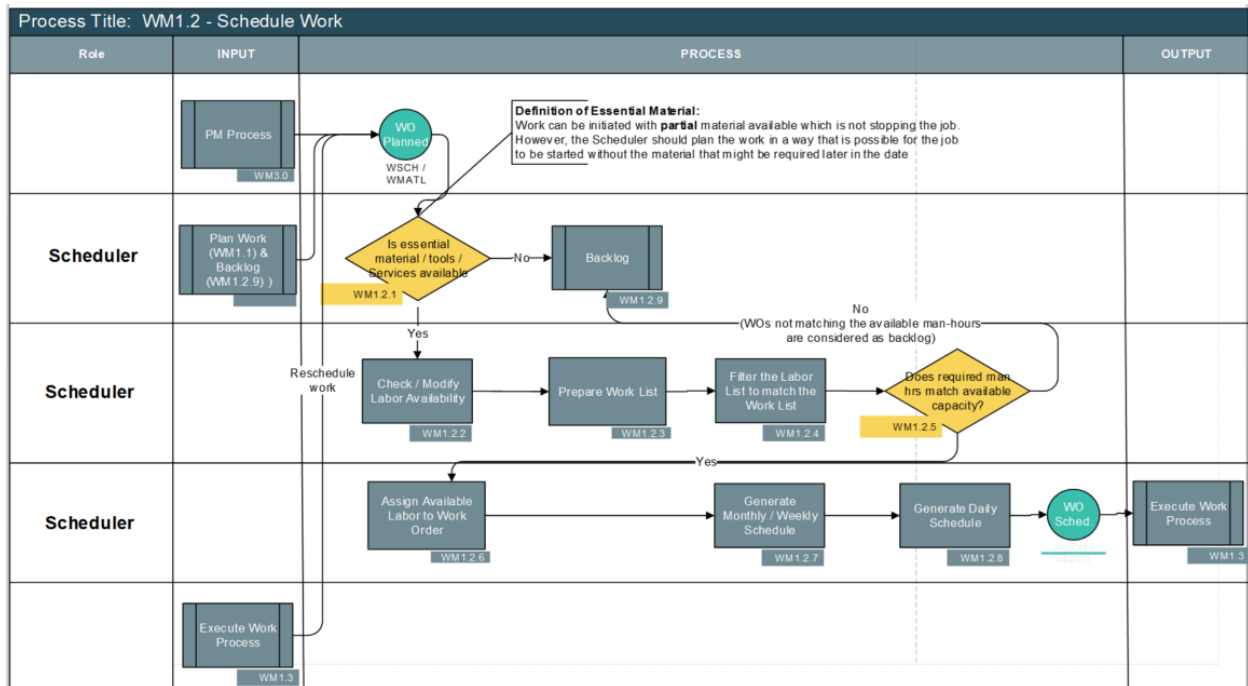 Process Title:  WM1.2 - Schedule Work
Role
INPUT
PROCESS
OUTPUT
PM Process
WM3.0
WO
Planned
WSCH /
WMATL
Definition of Essential Material:
Work can be initiated with partial material available which is not stopping the job.
However, the Scheduler should plan the work in a way that is possible for the job
to be started without the material that might be required later in the date
Scheduler
Plan Work
(WM1.1) &
Backlog
(WM1.2.9) )
Is essential
material / tools /
Services available
WM1.2.1
No
Backlog
WM1.2.9
Yes
No
(WOs not matching the available man-hours
are considered as backlog)
Scheduler
Reschedule
work
Check / Modify
Labor Availability
WM1.2.2
Prepare Work List
WM1.2.3
Filter the Labor
List to match the
Work List
WM1.2.4
Does required man
hrs match available
capacity?
WM1.2.5
Yes
Scheduler
Assign Available
Labor to Work
Order
WM1.2.6
Generate
Monthly / Weekly
Schedule
WM1.2.7
Generate Daily
Schedule
WM1.2.8
WO
Sched
Execute Work
Process
WM1.3
Execute Work
Process
WM1.3